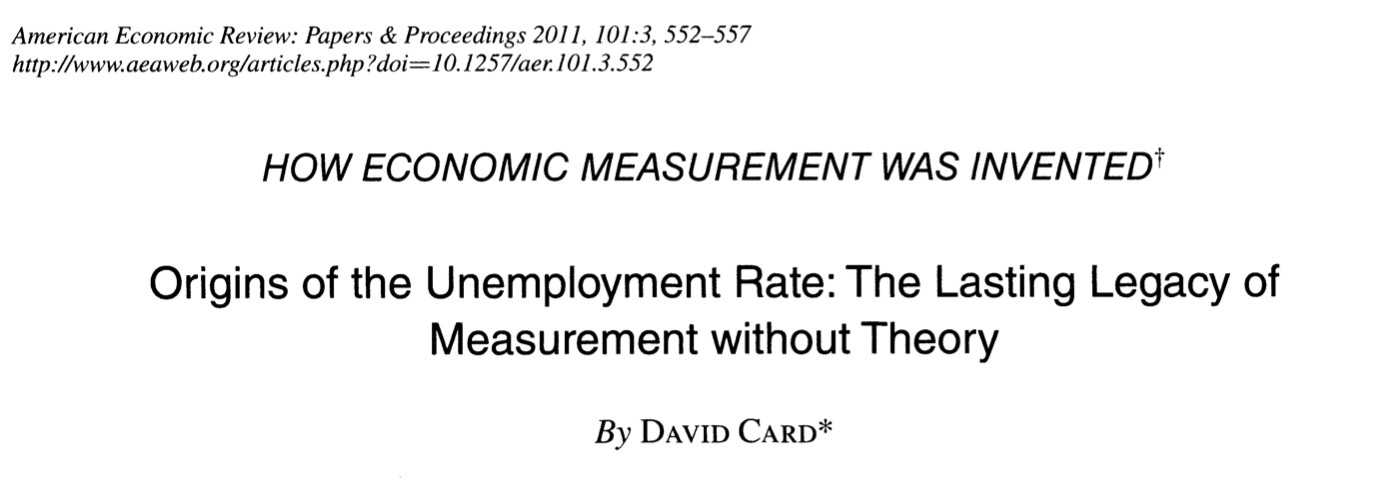 American Economic Review: Papers & Proceedings 2011, 101:3, 552–557
http://www.aeaweb.org/articles.php?doi=10.1257/aer.101.3.552
HOW ECONOMIC MEASUREMENT WAS INVENTED†
Origins of the Unemployment Rate: The Lasting Legacy of
Measurement without Theory
By DAVID CARD*